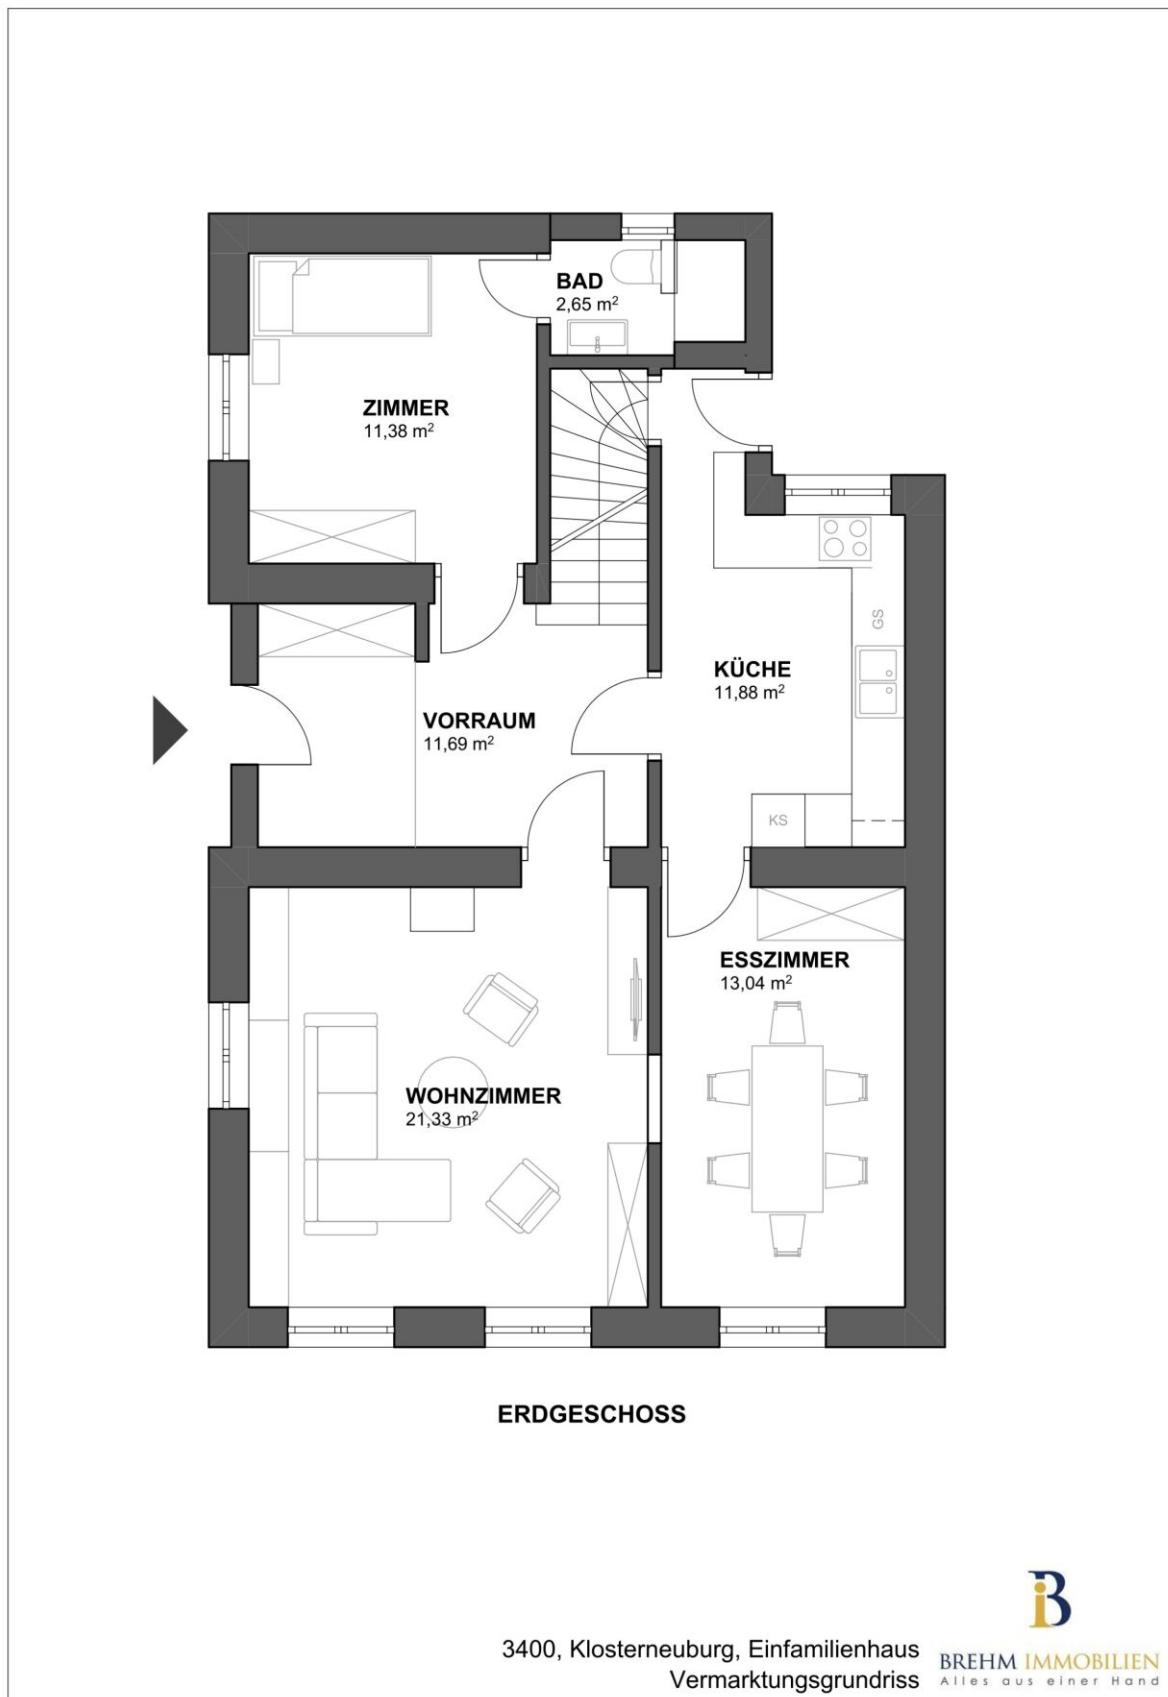 BAD
2,65 m²
ZIMMER
11,38 m²
GS
KÜCHE
11,88 m²
VORRAUM
11,69 m²
KS
ESSZIMMER
13,04 m²
WOHNZIMMER
21,33 m²
ERDGESCHOSS
3400, Klosterneuburg, Einfamilienhaus
Vermarktungsgrundriss
iB
BREHM IMMOBILIEN
Alles aus einer Hand